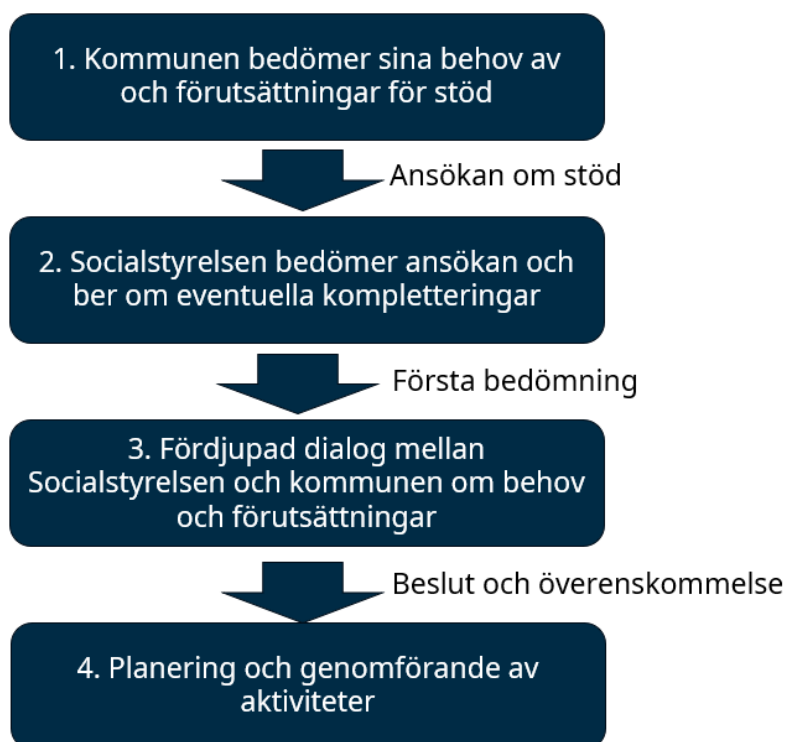 1. Kommunen bedömer sina behov av
och förutsättningar för stöd
Ansökan om stöd
2. Socialstyrelsen bedömer ansökan och
ber om eventuella kompletteringar
Första bedömning
3. Fördjupad dialog mellan
Socialstyrelsen och kommunen om behov
och förutsättningar
Beslut och överenskommelse
4. Planering och genomförande av
aktiviteter